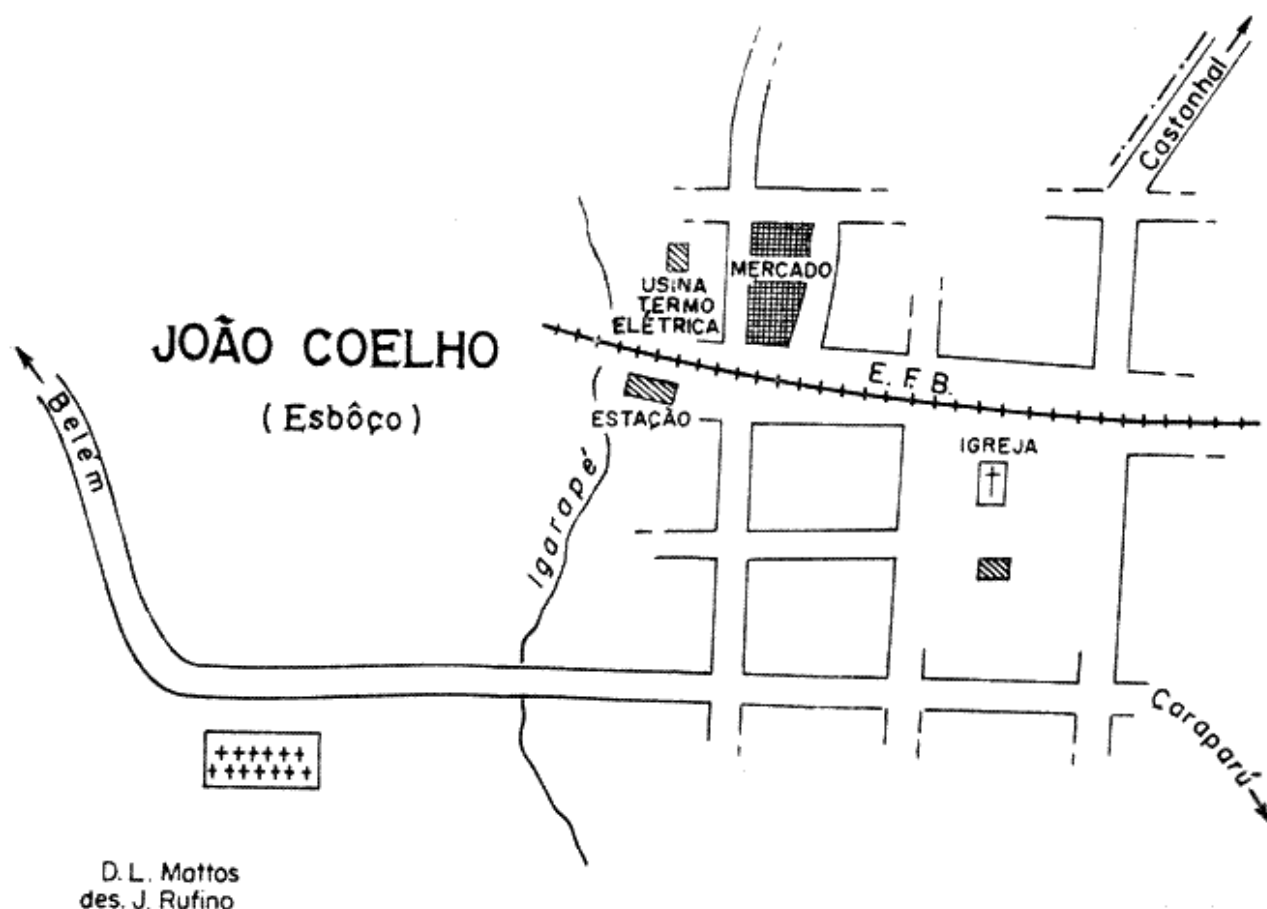 Castanhal
MERCADO
USINA
TERMO
ELÉTRICA
JOÃO COELHO
(Esbôço)
E. F. B.
Belém
ESTAÇÃO
IGREJA
Igarapé
Caraparú
D. L. Mattos
des. J. Rufino